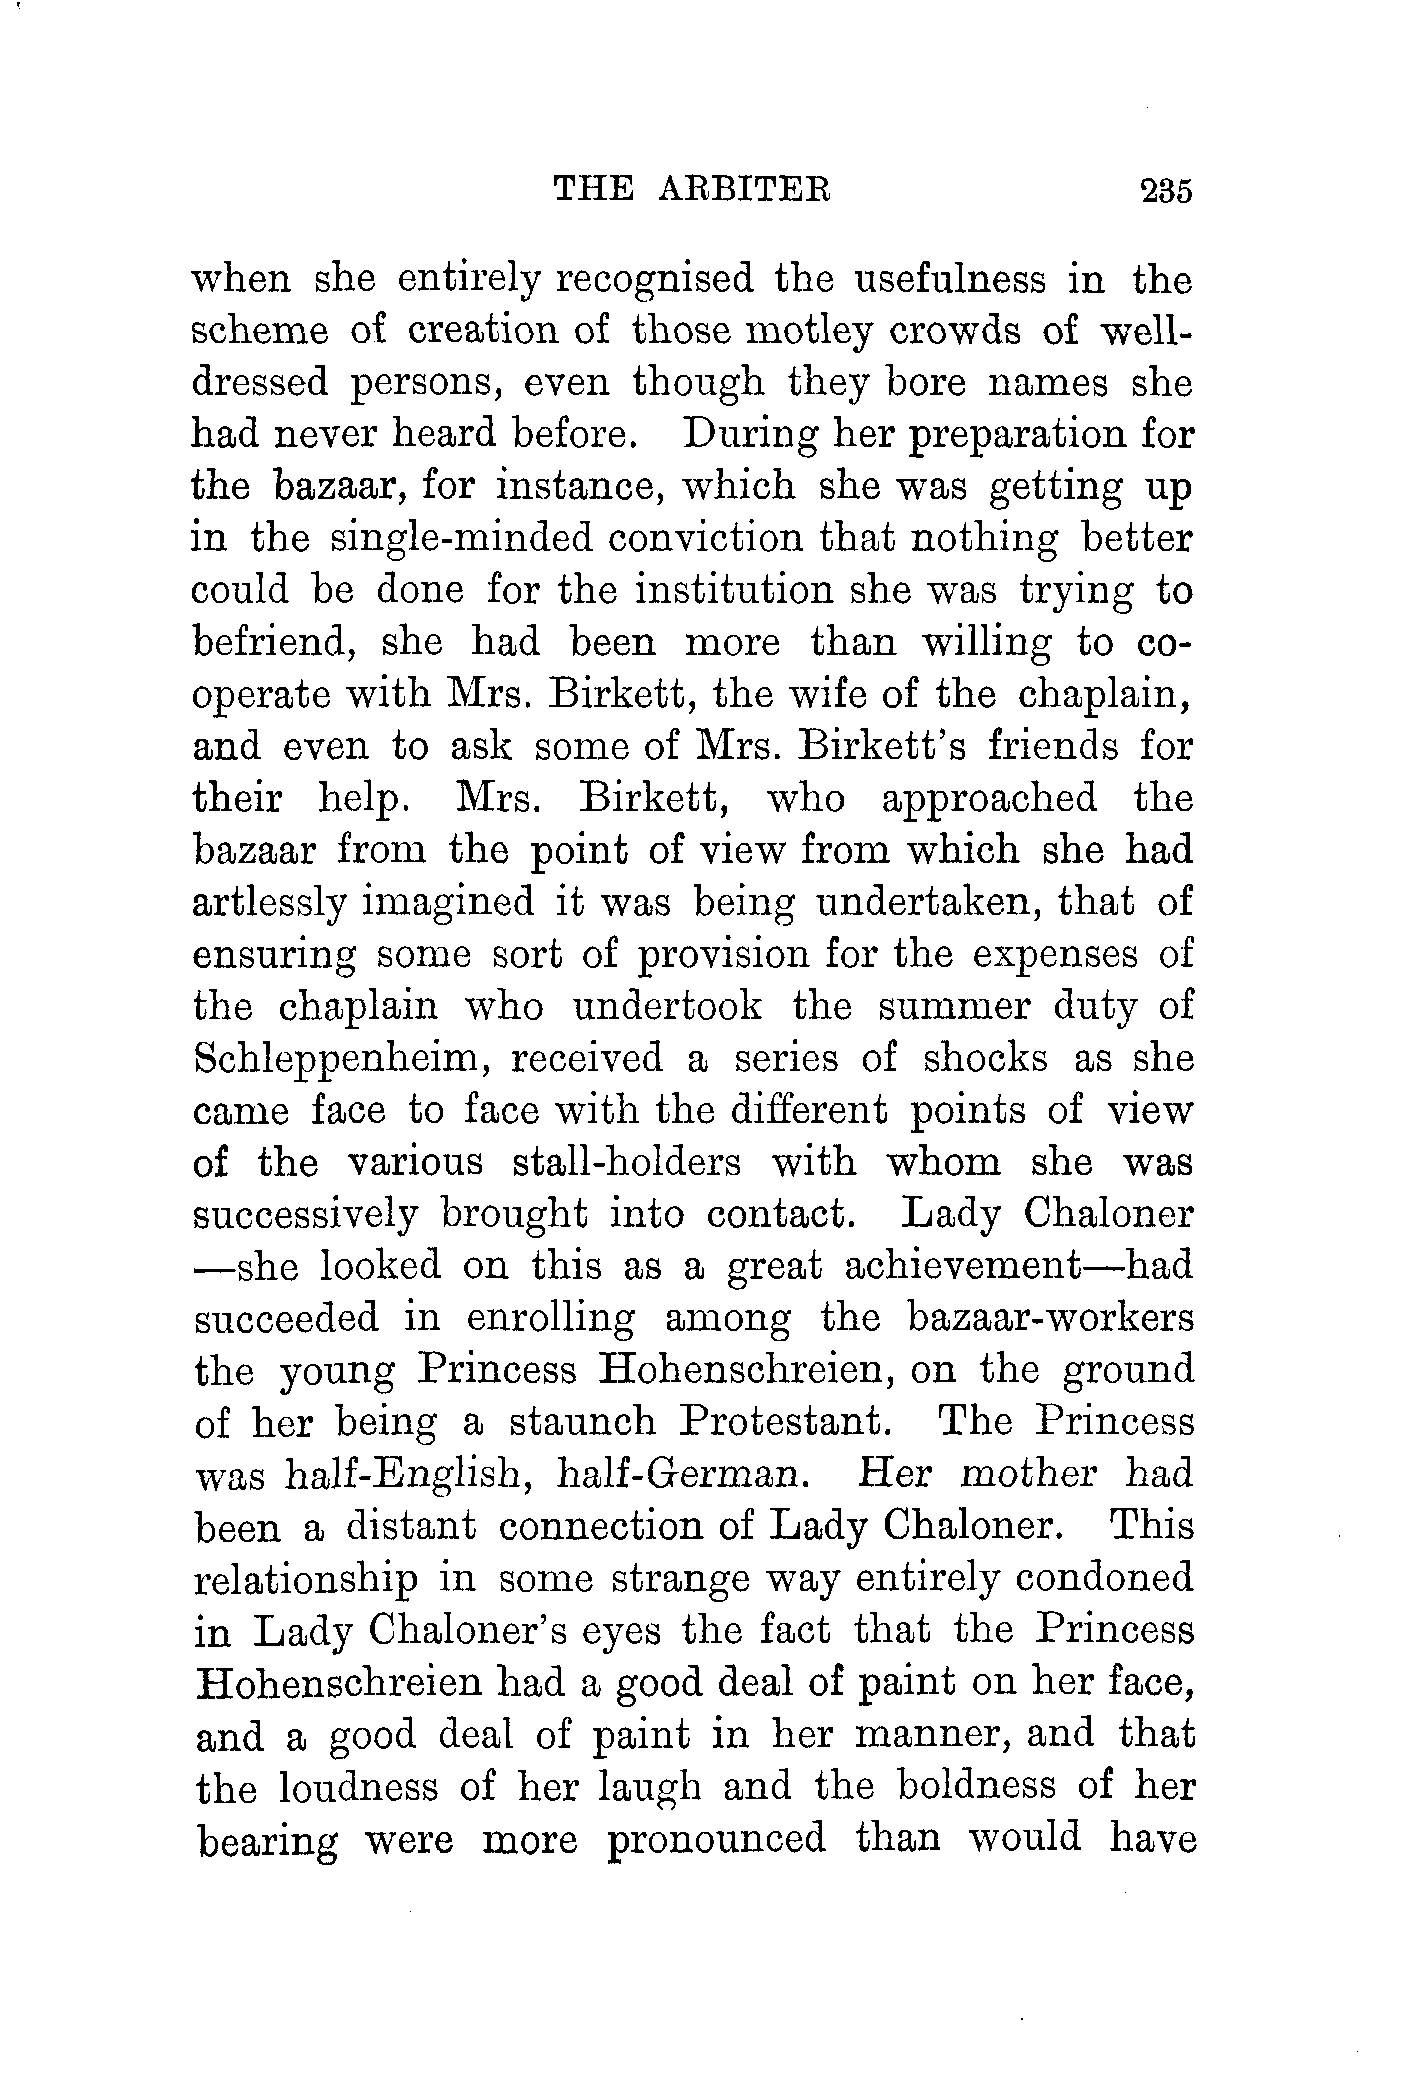 THE ARBITER 235
when she entirely recognised the usefulness in the
scheme of creation of those motley crowds of well-
dressed persons, even though they bore names she
had never heard before. During her preparation for
the bazaar, for instance, which she was getting up
in the single-minded conviction that nothing better
could be done for the institution she was trying to
befriend, she had been more than willing to co-
operate with Mrs. Birkett, the wife of the chaplain,
and even to ask some of Mrs. Birkett's friends for
their help. Mrs. Birkett, who approached the
bazaar from the point of view from which she had
artlessly imagined it was being undertaken, that of
ensuring some sort of provision for the expenses of
the chaplain who undertook the summer duty of
Schleppenheim, received a series of shocks as she
came face to face with the different points of view
of the various stall-holders with whom she was
successively brought into contact. Lady Chaloner
—she looked on this as a great achievement—had
succeeded in enrolling among the bazaar-workers
the young Princess Hohenschreien, on the ground
of her being a staunch Protestant. The Princess
was half-English, half-German. Her mother had
been a distant connection of Lady Chaloner. This
relationship in some strange way entirely condoned
in Lady Chaloner's eyes the fact that the Princess
Hohenschreien had a good deal of paint on her face,
and a good deal of paint in her manner, and that
the loudness of her laugh and the boldness of her
bearing were more pronounced than would have